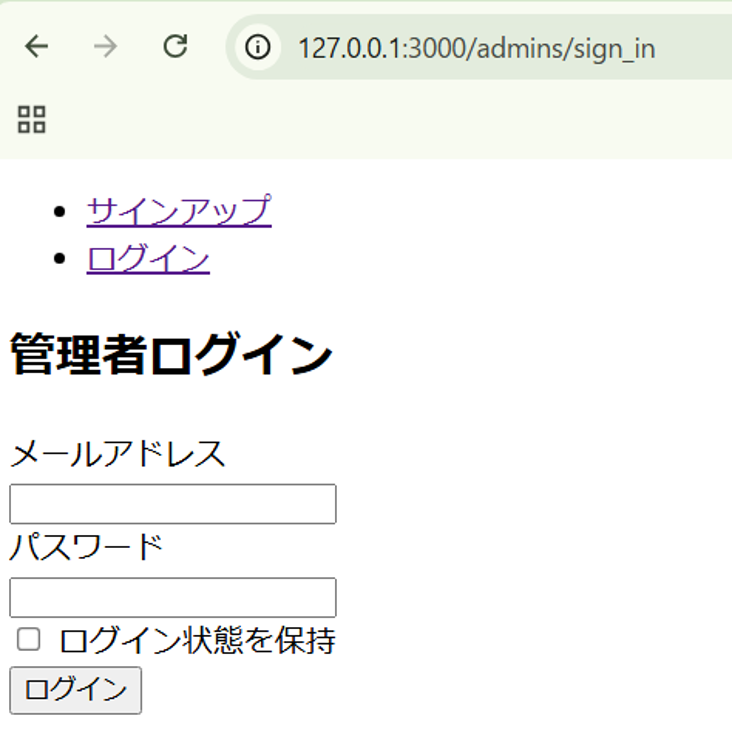 127.0.0.1:3000/admins/sign_in
サインアップ
ログイン
管理者ログイン
メールアドレス
パスワード
ログイン状態を保持
ログイン